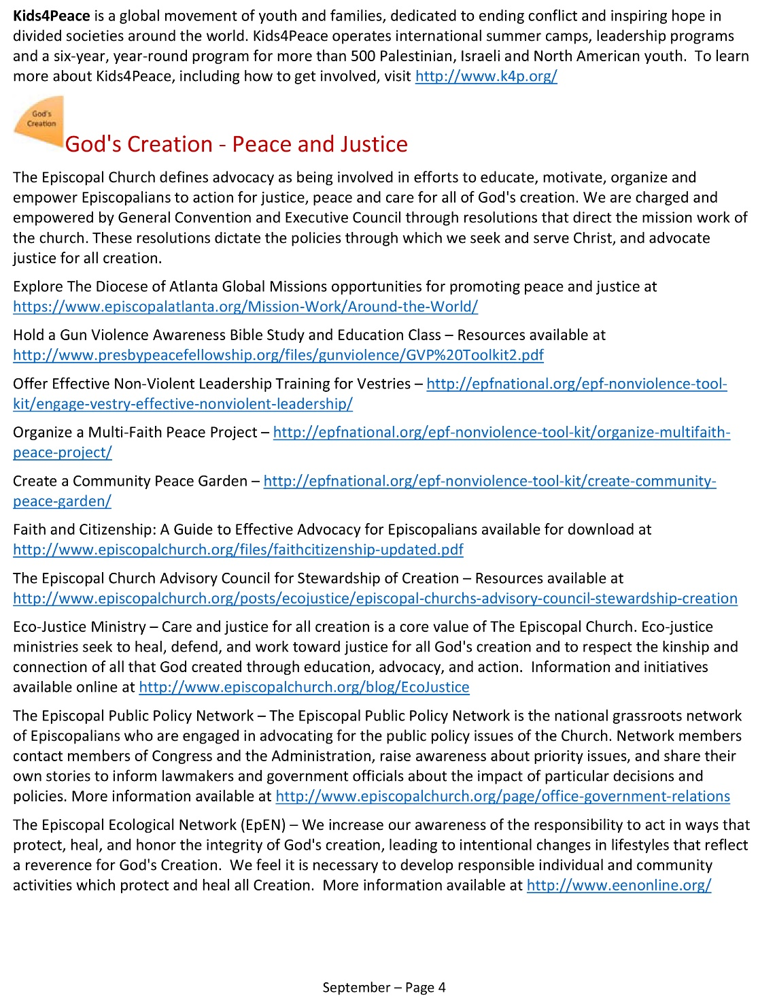 Kids4Peace is a global movement of youth and families, dedicated to ending conflict and inspiring hope in
divided societies around the world. Kids4Peace operates international summer camps, leadership programs
and a six-year, year-round program for more than 500 Palestinian, Israeli and North American youth.  To learn
more about Kids4Peace, including how to get involved, visit http://www.k4p.org/
God's
Creation
God's Creation - Peace and Justice
The Episcopal Church defines advocacy as being involved in efforts to educate, motivate, organize and
empower Episcopalians to action for justice, peace and care for all of God's creation. We are charged and
empowered by General Convention and Executive Council through resolutions that direct the mission work of
the church. These resolutions dictate the policies through which we seek and serve Christ, and advocate
justice for all creation.
Explore The Diocese of Atlanta Global Missions opportunities for promoting peace and justice at
https://www.episcopalatlanta.org/Mission-Work/Around-the-World/
Hold a Gun Violence Awareness Bible Study and Education Class – Resources available at
http://www.presbypeacefellowship.org/files/gunviolence/GVP%20Toolkit2.pdf
Offer Effective Non-Violent Leadership Training for Vestries – http://epfnational.org/epf-nonviolence-tool-
kit/engage-vestry-effective-nonviolent-leadership/
Organize a Multi-Faith Peace Project – http://epfnational.org/epf-nonviolence-tool-kit/organize-multifaith-
peace-project/
Create a Community Peace Garden – http://epfnational.org/epf-nonviolence-tool-kit/create-community-
peace-garden/
Faith and Citizenship: A Guide to Effective Advocacy for Episcopalians available for download at
http://www.episcopalchurch.org/files/faithcitizenship-updated.pdf
The Episcopal Church Advisory Council for Stewardship of Creation – Resources available at
http://www.episcopalchurch.org/posts/ecojustice/episcopal-churchs-advisory-council-stewardship-creation
Eco-Justice Ministry – Care and justice for all creation is a core value of The Episcopal Church. Eco-justice
ministries seek to heal, defend, and work toward justice for all God's creation and to respect the kinship and
connection of all that God created through education, advocacy, and action.  Information and initiatives
available online at http://www.episcopalchurch.org/blog/EcoJustice
The Episcopal Public Policy Network – The Episcopal Public Policy Network is the national grassroots network
of Episcopalians who are engaged in advocating for the public policy issues of the Church. Network members
contact members of Congress and the Administration, raise awareness about priority issues, and share their
own stories to inform lawmakers and government officials about the impact of particular decisions and
policies. More information available at http://www.episcopalchurch.org/page/office-government-relations
The Episcopal Ecological Network (EpEN) – We increase our awareness of the responsibility to act in ways that
protect, heal, and honor the integrity of God's creation, leading to intentional changes in lifestyles that reflect
a reverence for God's Creation.  We feel it is necessary to develop responsible individual and community
activities which protect and heal all Creation.  More information available at http://www.eenonline.org/
September – Page 4